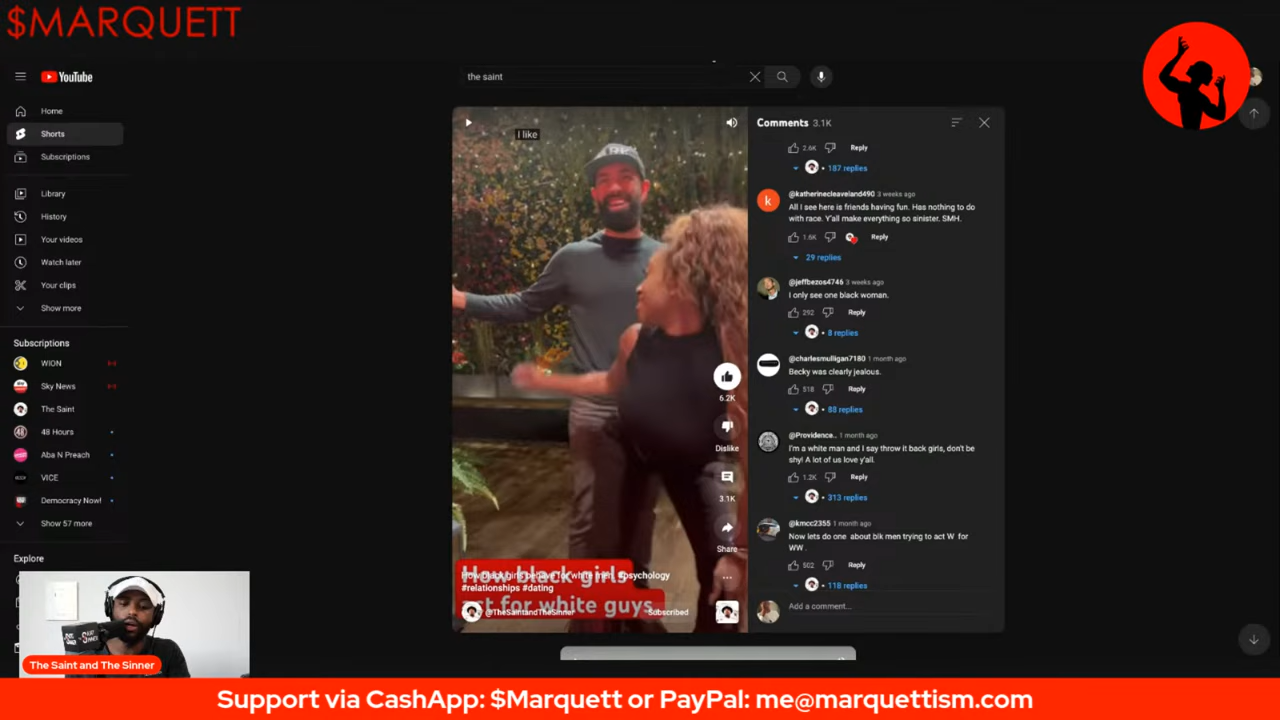 $MARQUETT
YouTube
the saint
Home
Shorts
Subscriptions
Library
History
Your videos
Watch later
Your clips
Show more
Subscriptions
WION
Sky News
The Saint
48 Hours
Aba N Preach
VICE
Democracy Now!
Show 57 more
Explore
I like
6.2K
Dislike
3.1K
Share
How black girls
How black girls behave for white men. #psychology
#relationships #dating
for white guys
@TheSaintandTheSinner
Subscribed
Comments 3.1K
2.6K Reply
187 replies
k
@katherinecleaveland490 3 weeks ago
All I see here is friends having fun. Has nothing to do
with race. Y'all make everything so sinister. SMH.
1.6K Reply
29 replies
@jeffbezos4746 3 weeks ago
I only see one black woman.
292 Reply
8 replies
@charlesmulligan7180 1 month ago
Becky was clearly jealous.
518 Reply
88 replies
@Providence.. 1 month ago
I'm a white man and I say throw it back girls, don't be
shy! A lot of us love y'all.
1.2K Reply
313 replies
@kmcc2355 1 month ago
Now lets do one about blk men trying to act W for
WW .
502 Reply
118 replies
Add a comment...
The Saint and The Sinner
Support via CashApp: $Marquett or PayPal: me@marquettism.com